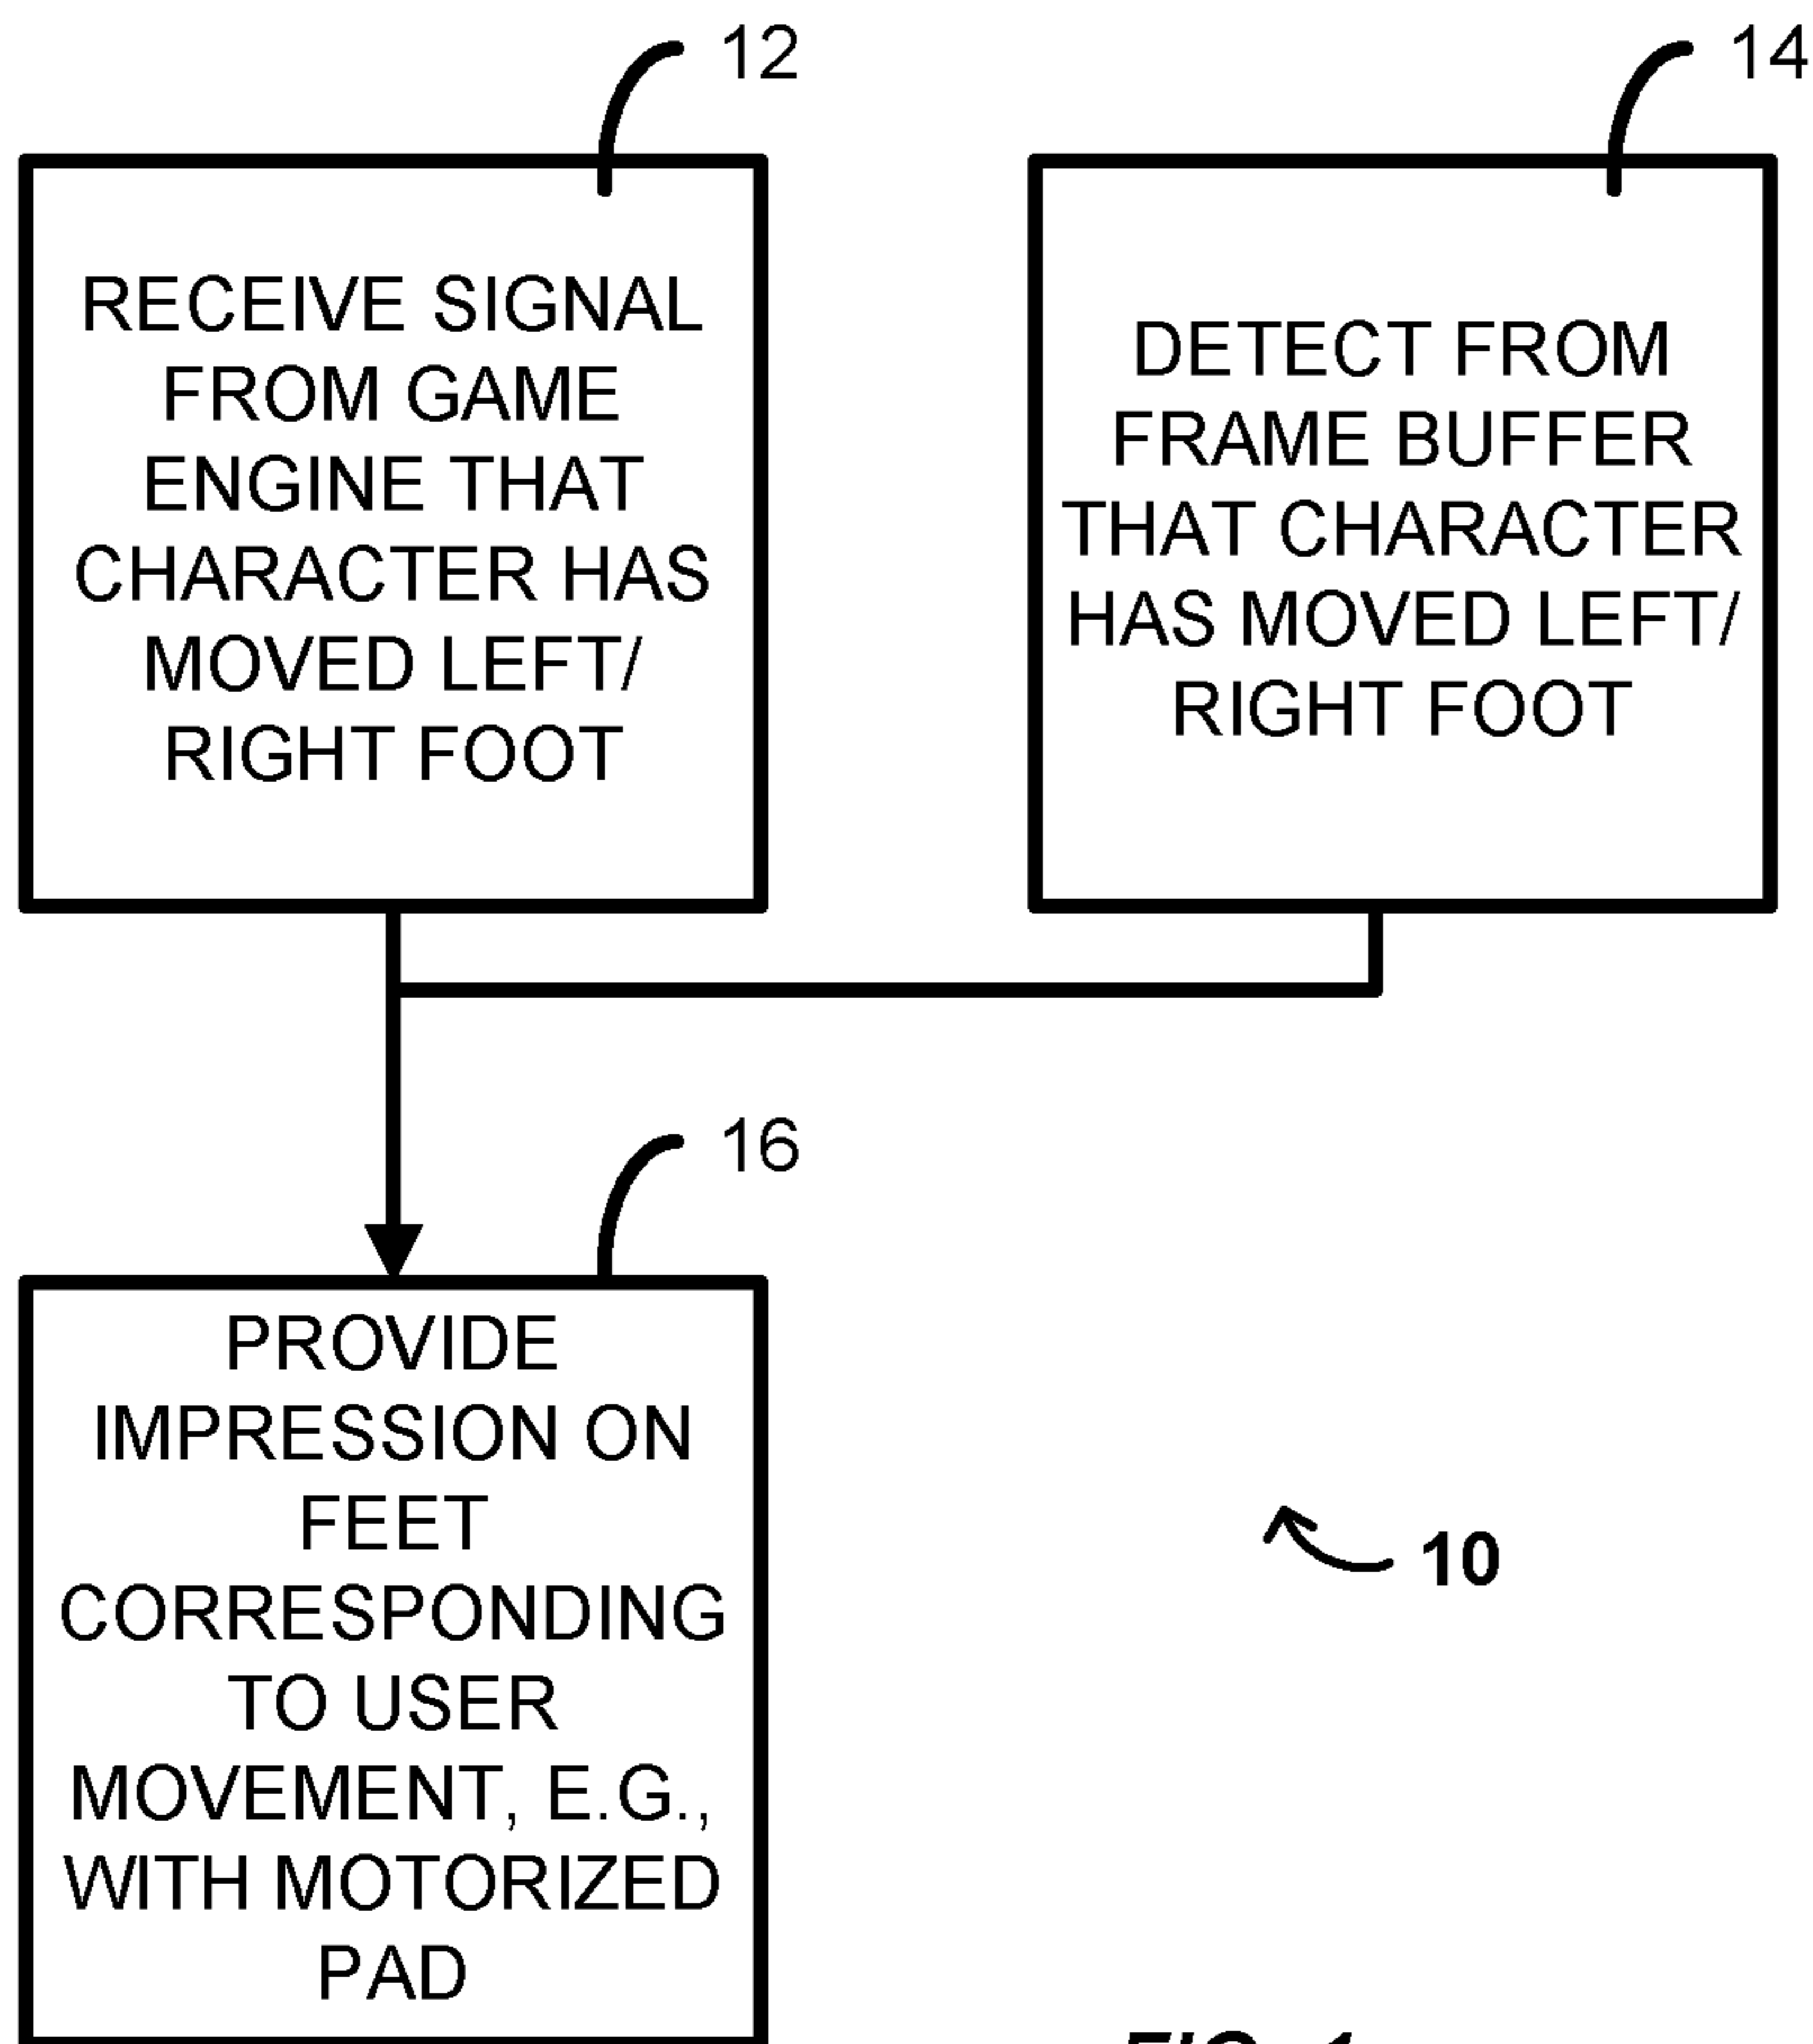 12
RECEIVE SIGNAL
FROM GAME
ENGINE THAT
CHARACTER HAS
MOVED LEFT/
RIGHT FOOT
14
DETECT FROM
FRAME BUFFER
THAT CHARACTER
HAS MOVED LEFT/
RIGHT FOOT
16
PROVIDE
IMPRESSION ON
FEET
CORRESPONDING
TO USER
MOVEMENT, E.G.,
WITH MOTORIZED
PAD
10